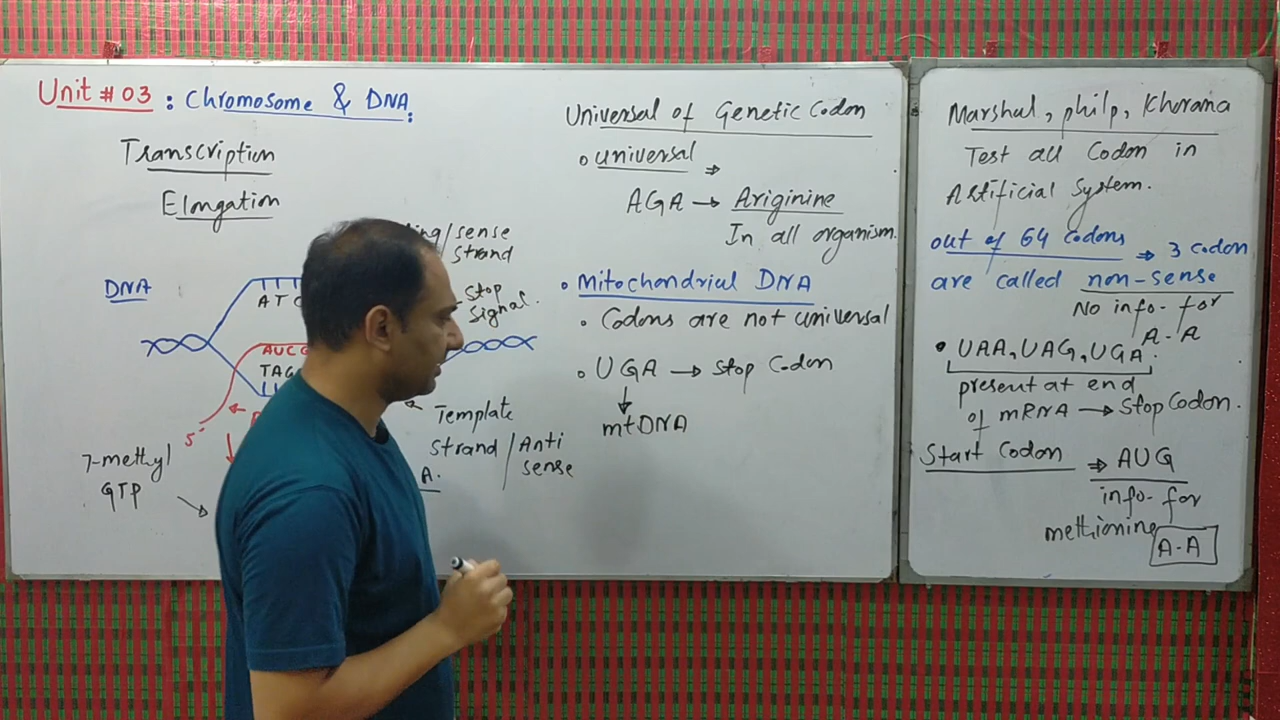 Unit # 03 : Chromosome & DNA:
Transcription
Elongation
ing/sense
strand
DNA
ATC
Stop
Signal.
AUCG
TAG
5'
Template
Strand/Anti
sense
7-methyl
GTP
A.
Universal of Genetic Codon
• universal ⇒
AGA → Ariginine
In all organism.
• Mitochondrial DNA
• Codons are not universal
• UGA → Stop Codon
↓
mtDNA
Marshal, philp, Khorana
Test all Codon in
Artificial System.
out of 64 codons ⇒ 3 codon
are called non-sense
No info- for
A-A
• UAA, UAG, UGA.
present at end
of mRNA → Stop Codon.
Start Codon ⇒ AUG
info- for
methionine
A-A